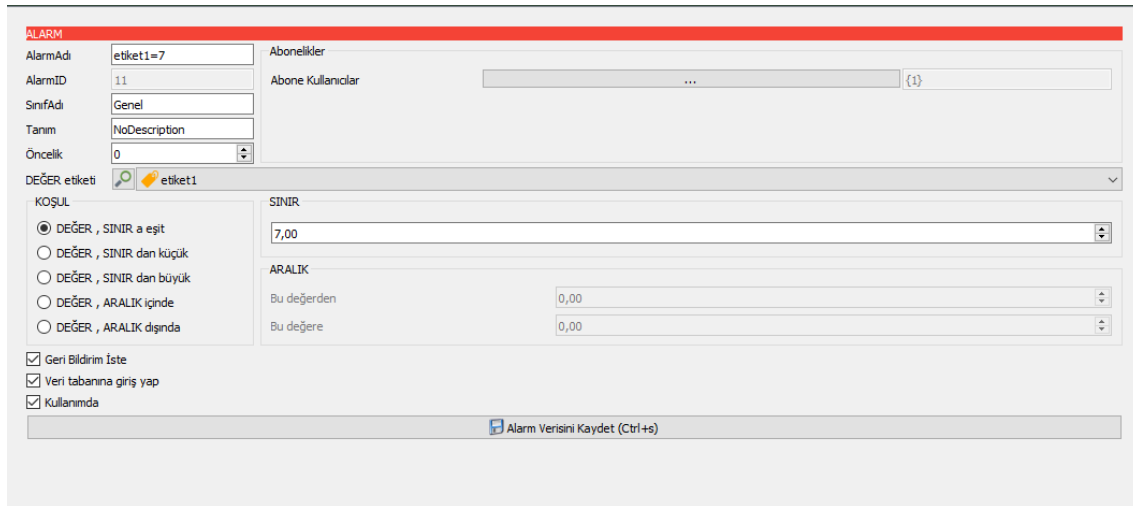 ALARM
AlarmAdı etiket1=7
Abonelikler
AlarmID 11
Abone Kullanıcılar ... {1}
SınıfAdı Genel
Tanım NoDescription
Öncelik 0
DEĞER etiketi etiket1
KOŞUL
DEĞER , SINIR a eşit
DEĞER , SINIR dan küçük
DEĞER , SINIR dan büyük
DEĞER , ARALIK içinde
DEĞER , ARALIK dışında
SINIR
7,00
ARALIK
Bu değerden 0,00
Bu değere 0,00
Geri Bildirim İste
Veri tabanına giriş yap
Kullanımda
Alarm Verisini Kaydet (Ctrl+s)